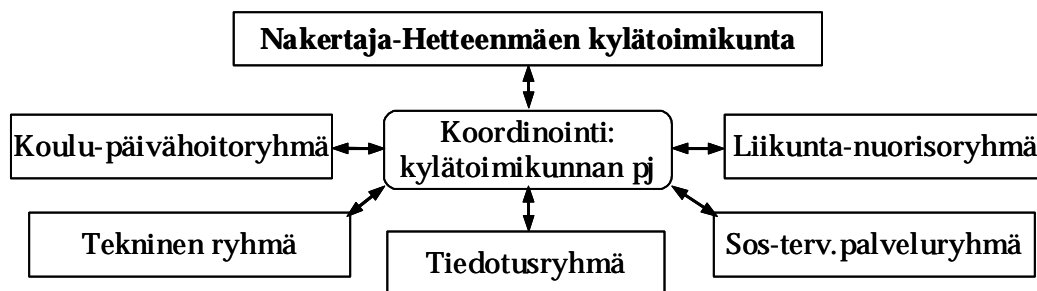 Nakertaja-Hetteenmäen kylätoimikunta
Koulu-päivähoitoryhmä
Koordinointi:
kylätoimikunnan pj
Liikunta-nuorisoryhmä
Tekninen ryhmä
Tiedotusryhmä
Sos-terv.palveluryhmä